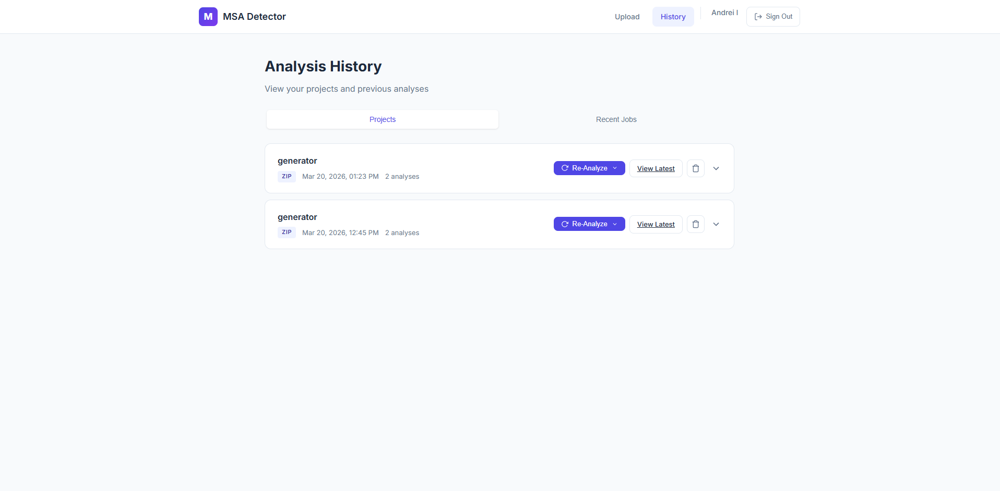 M MSA Detector Upload History Andrei I Sign Out
Analysis History
View your projects and previous analyses
Projects Recent Jobs
generator
Re-Analyze View Latest
ZIP Mar 20, 2026, 01:23 PM 2 analyses
generator
Re-Analyze View Latest
ZIP Mar 20, 2026, 12:45 PM 2 analyses